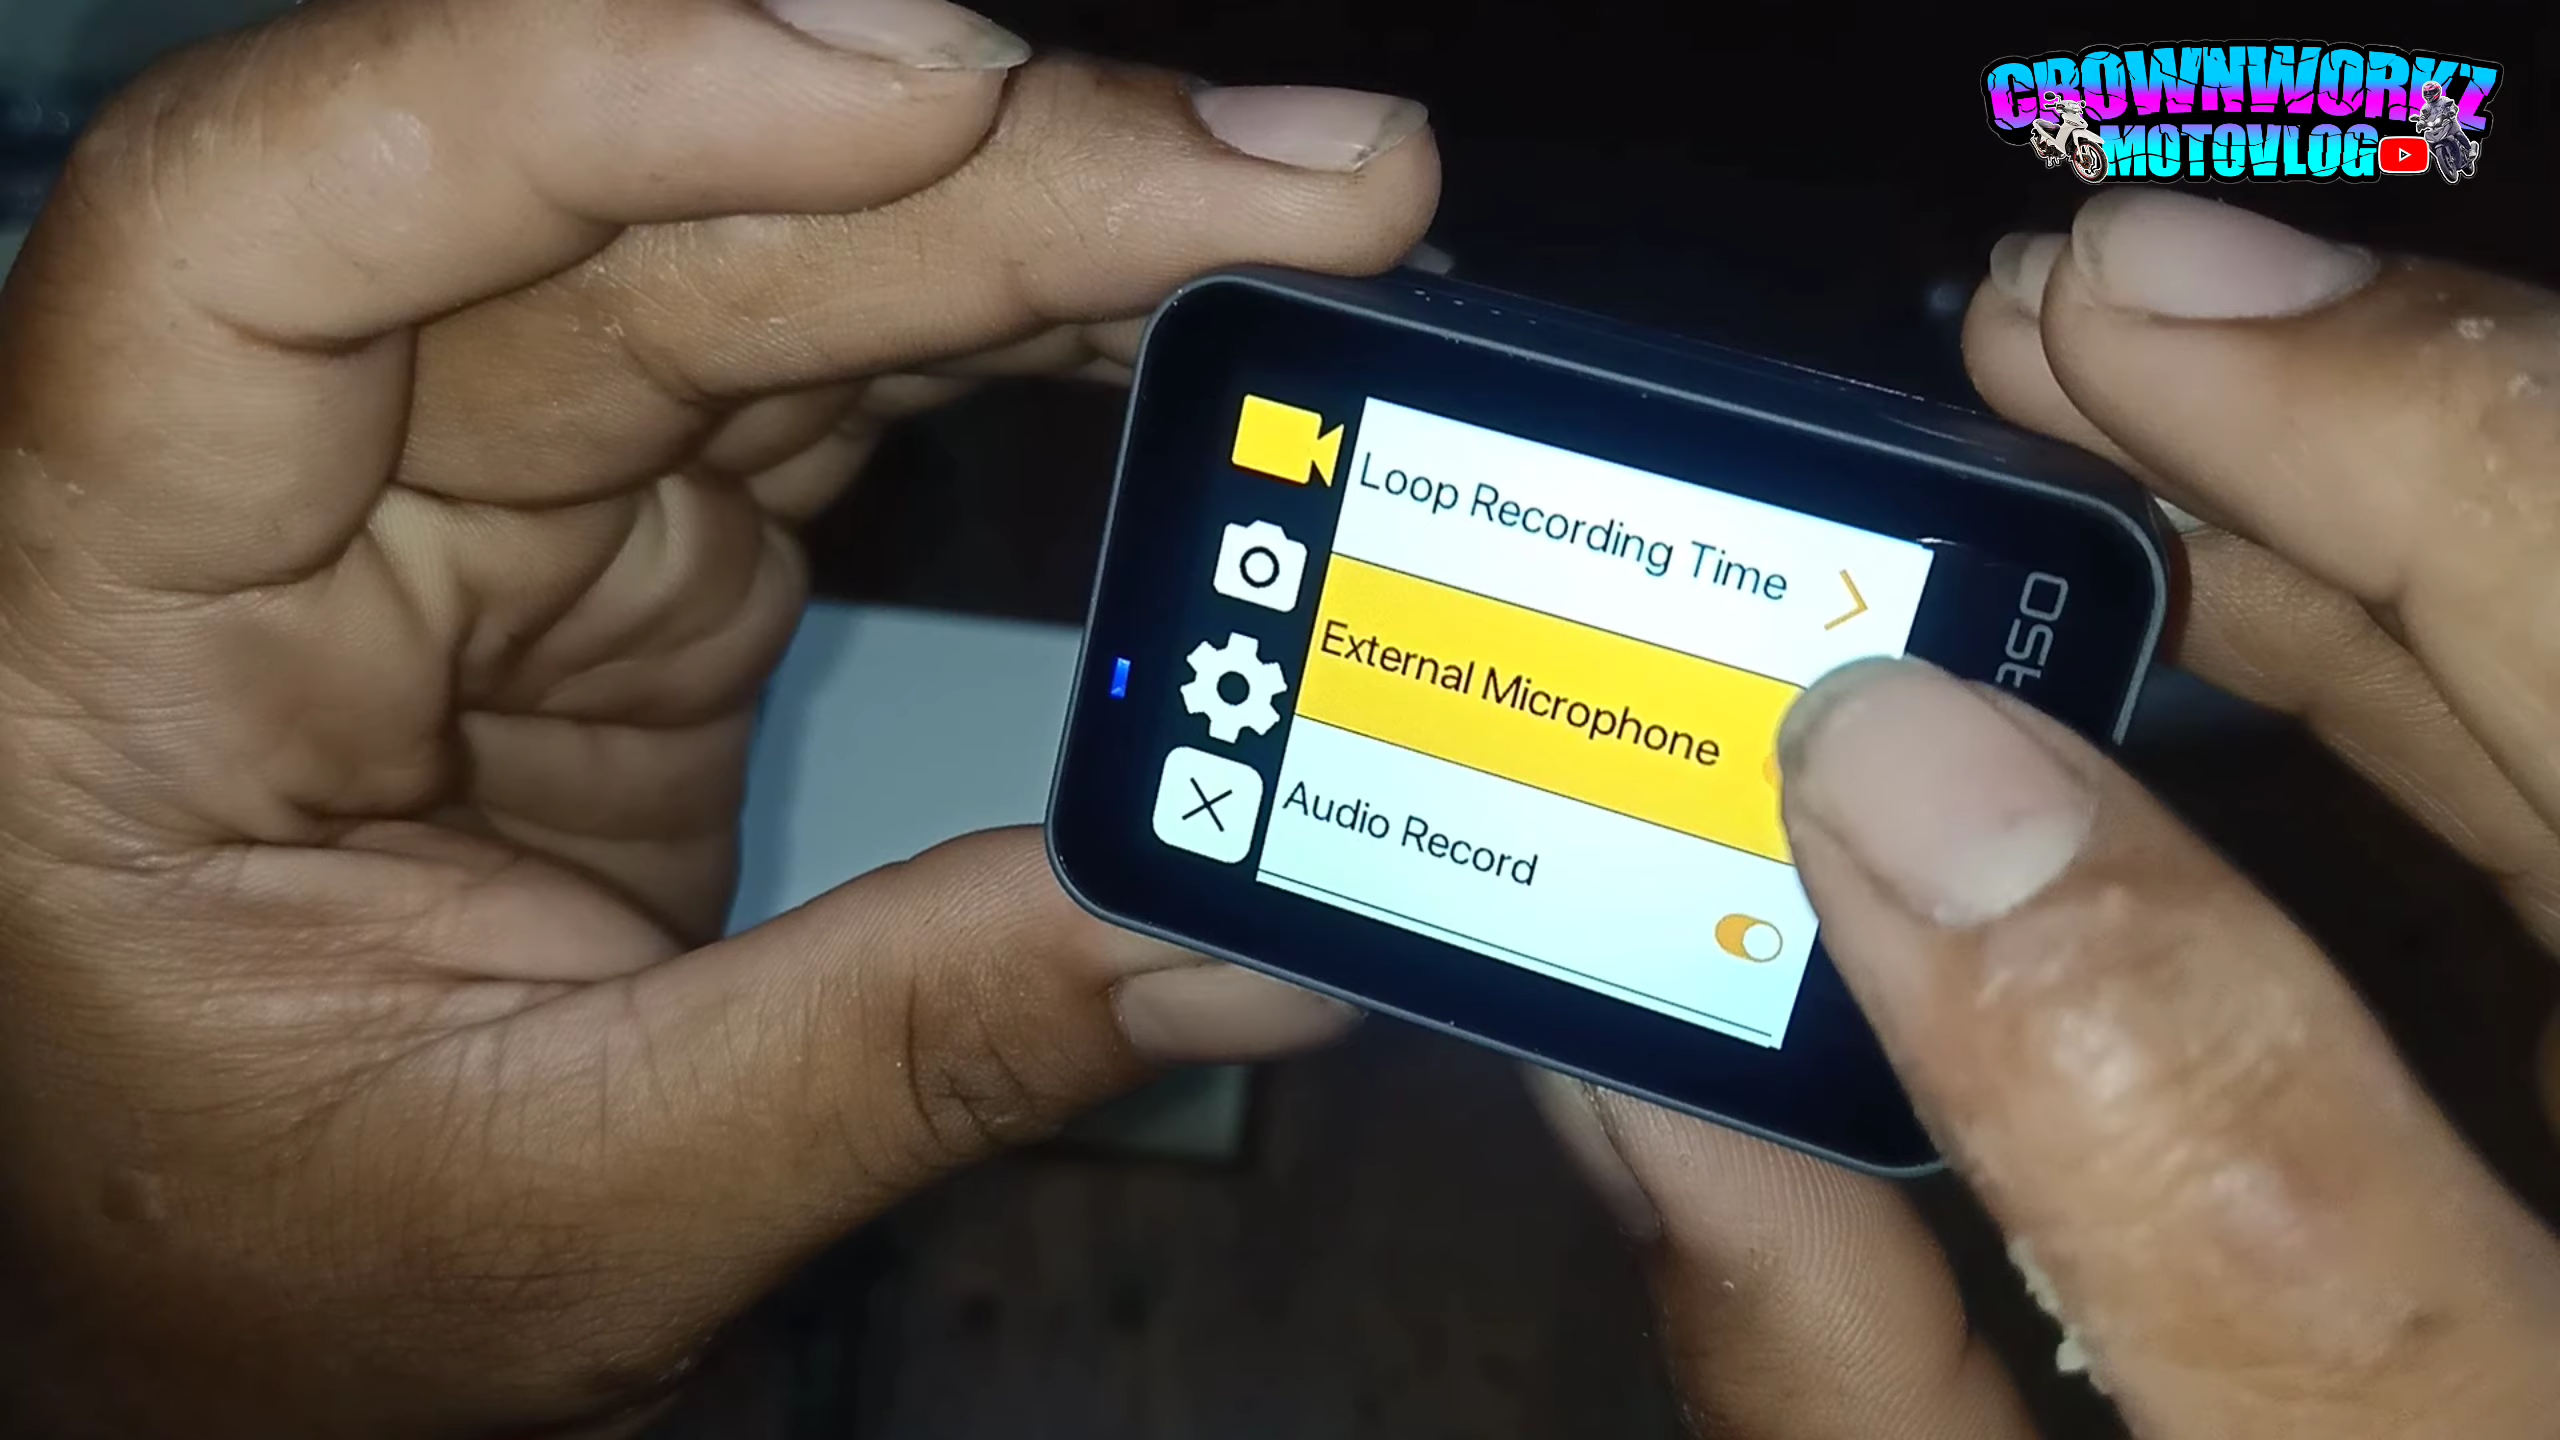 CROWNWORKZ
MOTOVLOG
Loop Recording Time
External Microphone
Audio Record